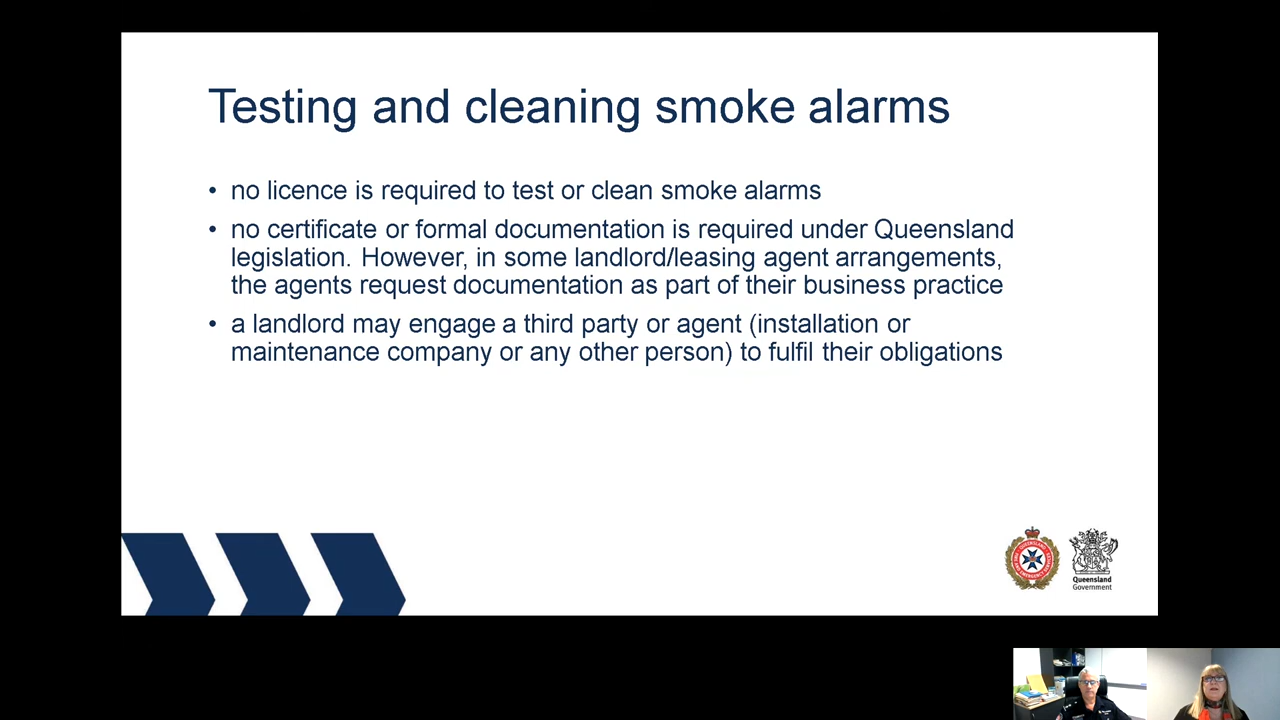 Testing and cleaning smoke alarms
• no licence is required to test or clean smoke alarms
• no certificate or formal documentation is required under Queensland
legislation. However, in some landlord/leasing agent arrangements,
the agents request documentation as part of their business practice
• a landlord may engage a third party or agent (installation or
maintenance company or any other person) to fulfil their obligations
Queensland
Government